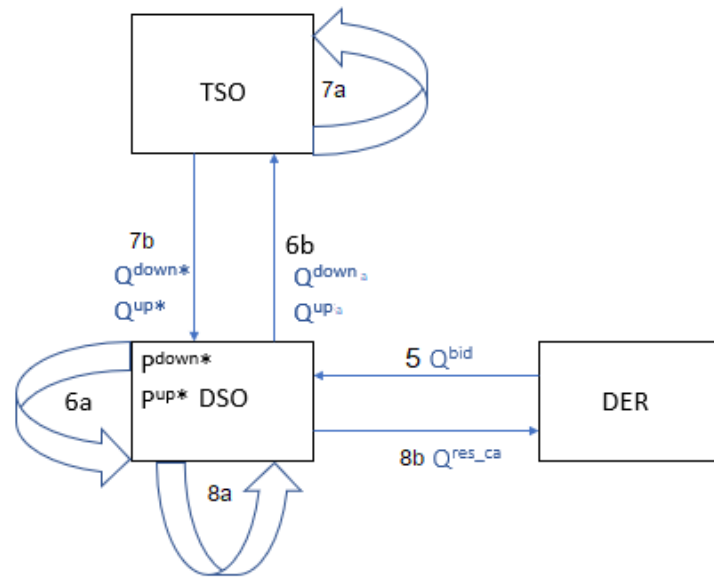 TSO
7a
7b
Q^down*
Q^up*
6b
Q^down_a
Q^up_a
P^down*
P^up* DSO
6a
8a
5 Q^bid
8b Q^res_ca
DER